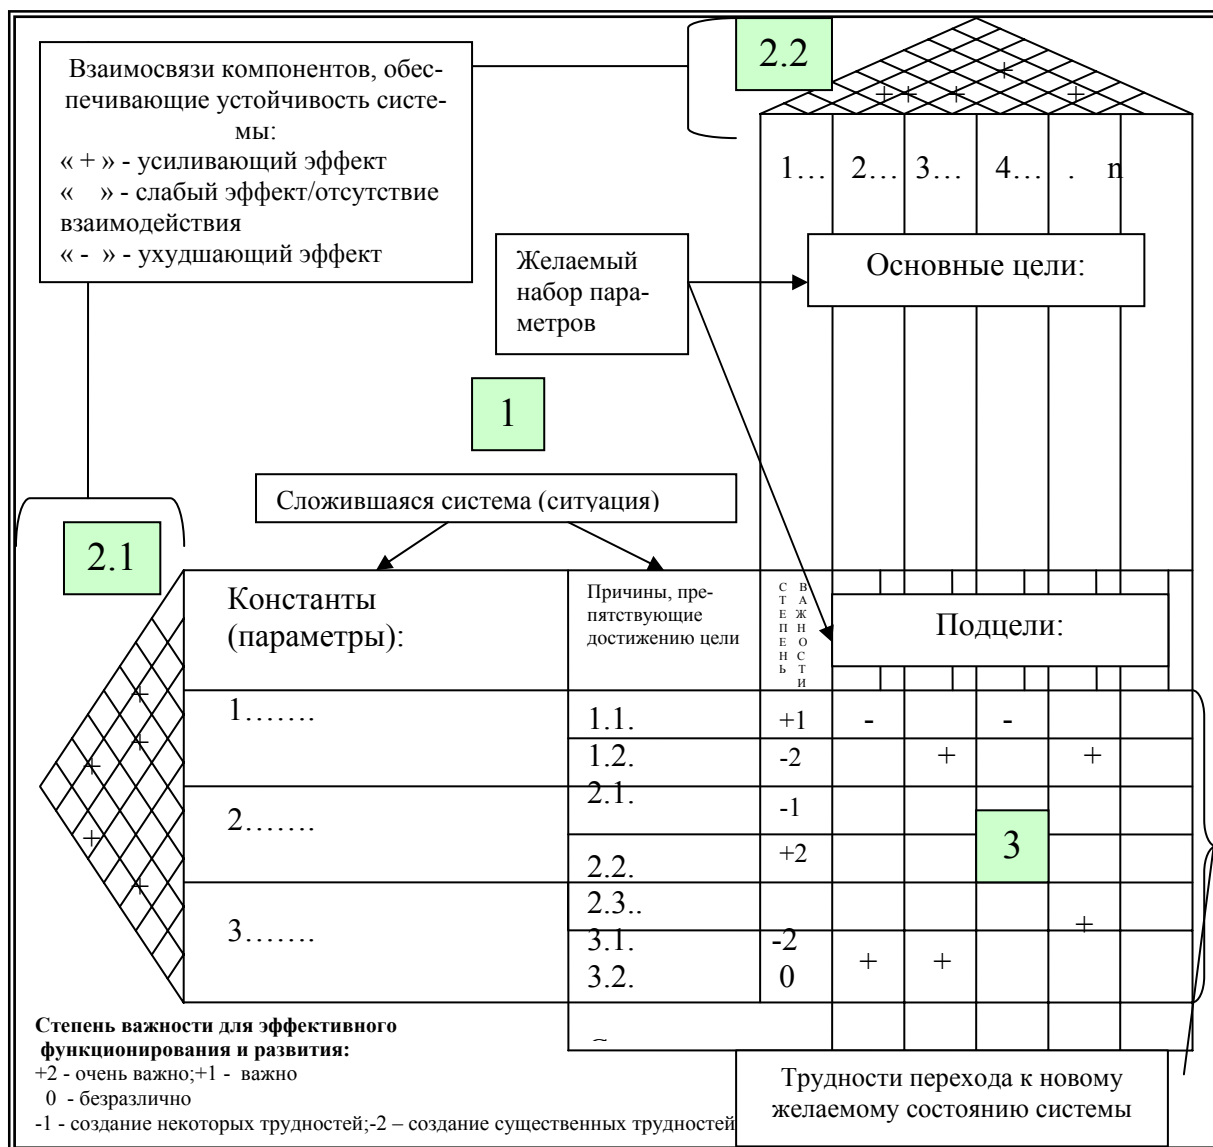 2.2
Взаимосвязи компонентов, обес-
печивающие устойчивость систе-
мы:
« + » - усиливающий эффект
«    » - слабый эффект/отсутствие
взаимодействия
« -  » - ухудшающий эффект
+
+ + + +
1… 2… 3… 4… . n
Желаемый
набор пара-
метров
Основные цели:
1
Сложившаяся система (ситуация)
2.1
Константы
(параметры):
Причины, пре-
пятствующие
достижению цели
СТЕПЕНЬ
ВАЖНОСТИ
Подцели:
+
+
+
+
+
1.…...
1.1. +1 - -
1.2. -2 + +
2.1. -1
2.…...
3
2.2. +2
2.3..
+
3.…...
3.1. -2
+ +
3.2. 0
Степень важности для эффективного
функционирования и развития:
+2 - очень важно;+1 -  важно
0  - безразлично
-1 - создание некоторых трудностей;-2 – создание существенных трудностей
Трудности перехода к новому
желаемому состоянию системы